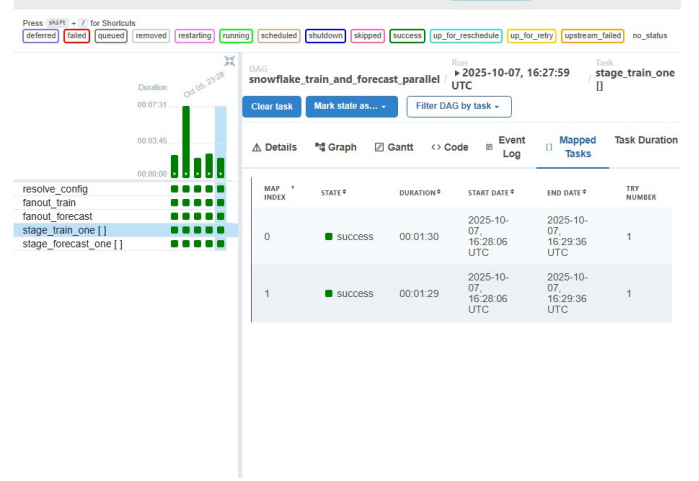 Press shift + / for Shortcuts
deferred failed queued removed restarting running scheduled shutdown skipped success up_for_reschedule up_for_retry upstream_failed no_status
Duration
Oct 05, 23:28
00:07:31
00:03:45
00:00:00
resolve_config
fanout_train
fanout_forecast
stage_train_one [ ]
stage_forecast_one [ ]
DAG
snowflake_train_and_forecast_parallel
/
Run
2025-10-07, 16:27:59
UTC
/
Task
stage_train_one
[]
Clear task
Mark state as...
Filter DAG by task
Details
Graph
Gantt
<> Code
Event
Log
[] Mapped
Tasks
Task Duration
MAP
INDEX
STATE
DURATION
START DATE
END DATE
TRY
NUMBER
0
success
00:01:30
2025-10-
07,
16:28:06
UTC
2025-10-
07,
16:29:36
UTC
1
1
success
00:01:29
2025-10-
07,
16:28:06
UTC
2025-10-
07,
16:29:36
UTC
1